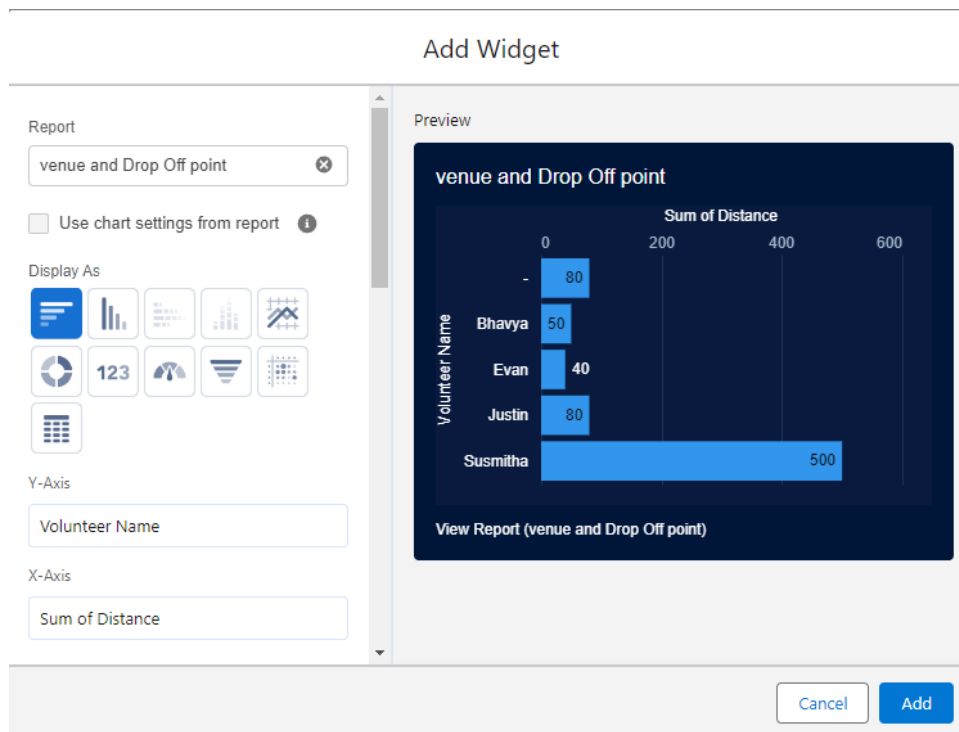 Add Widget
Report
venue and Drop Off point
Use chart settings from report
Display As
123
Y-Axis
Volunteer Name
X-Axis
Sum of Distance
Preview
venue and Drop Off point
Sum of Distance
0 200 400 600
Volunteer Name
- 80
Bhavya 50
Evan 40
Justin 80
Susmitha 500
View Report (venue and Drop Off point)
Cancel Add